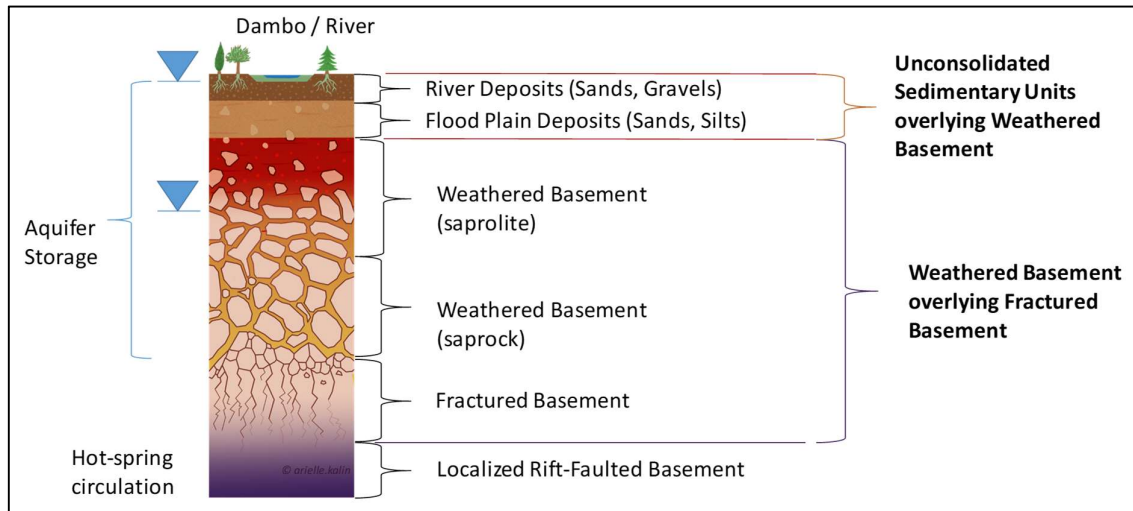 Dambo / River
River Deposits (Sands, Gravels)
Flood Plain Deposits (Sands, Silts)
Unconsolidated
Sedimentary Units
overlying Weathered
Basement
Weathered Basement
(saprolite)
Aquifer
Storage
Weathered Basement
overlying Fractured
Basement
Weathered Basement
(saprock)
Fractured Basement
Hot-spring
circulation
© arielle.kalin
Localized Rift-Faulted Basement